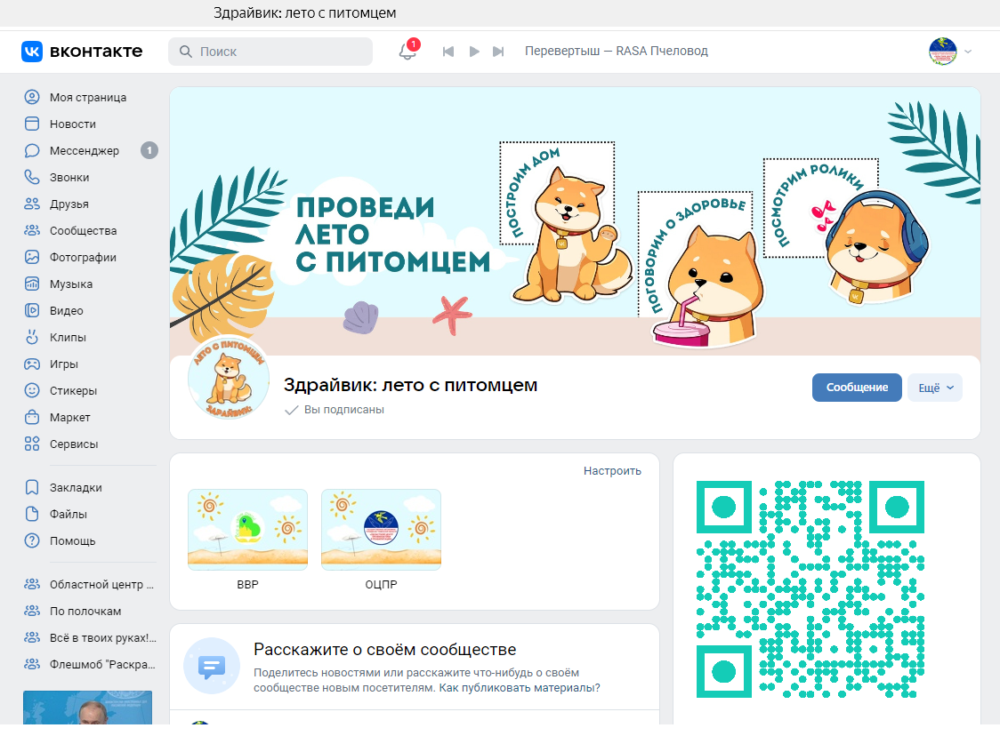 Здрайвик: лето с питомцем
вконтакте
Поиск
1
Перевертыш — RASA Пчеловод
Моя страница
Новости
Мессенджер
1
Звонки
Друзья
Сообщества
Фотографии
Музыка
Видео
Клипы
Игры
Стикеры
Маркет
Сервисы
Закладки
Файлы
Помощь
Областной центр ...
По полочкам
Всё в твоих руках!...
Флешмоб "Раскра...
ПРОВЕДИ
ЛЕТО
С ПИТОМЦЕМ
ПОСТРОИМ ДОМ
ПОГОВОРИМ О ЗДОРОВЬЕ
ПОСМОТРИМ РОЛИКИ
ЛЕТО С ПИТОМЦЕМ
ЗДРАЙВИК:
Здрайвик: лето с питомцем
Вы подписаны
Сообщение
Ещё
Настроить
ВВР
ОЦПР
Расскажите о своём сообществе
Поделитесь новостями или расскажите что-нибудь о своём
сообществе новым посетителям. Как публиковать материалы?